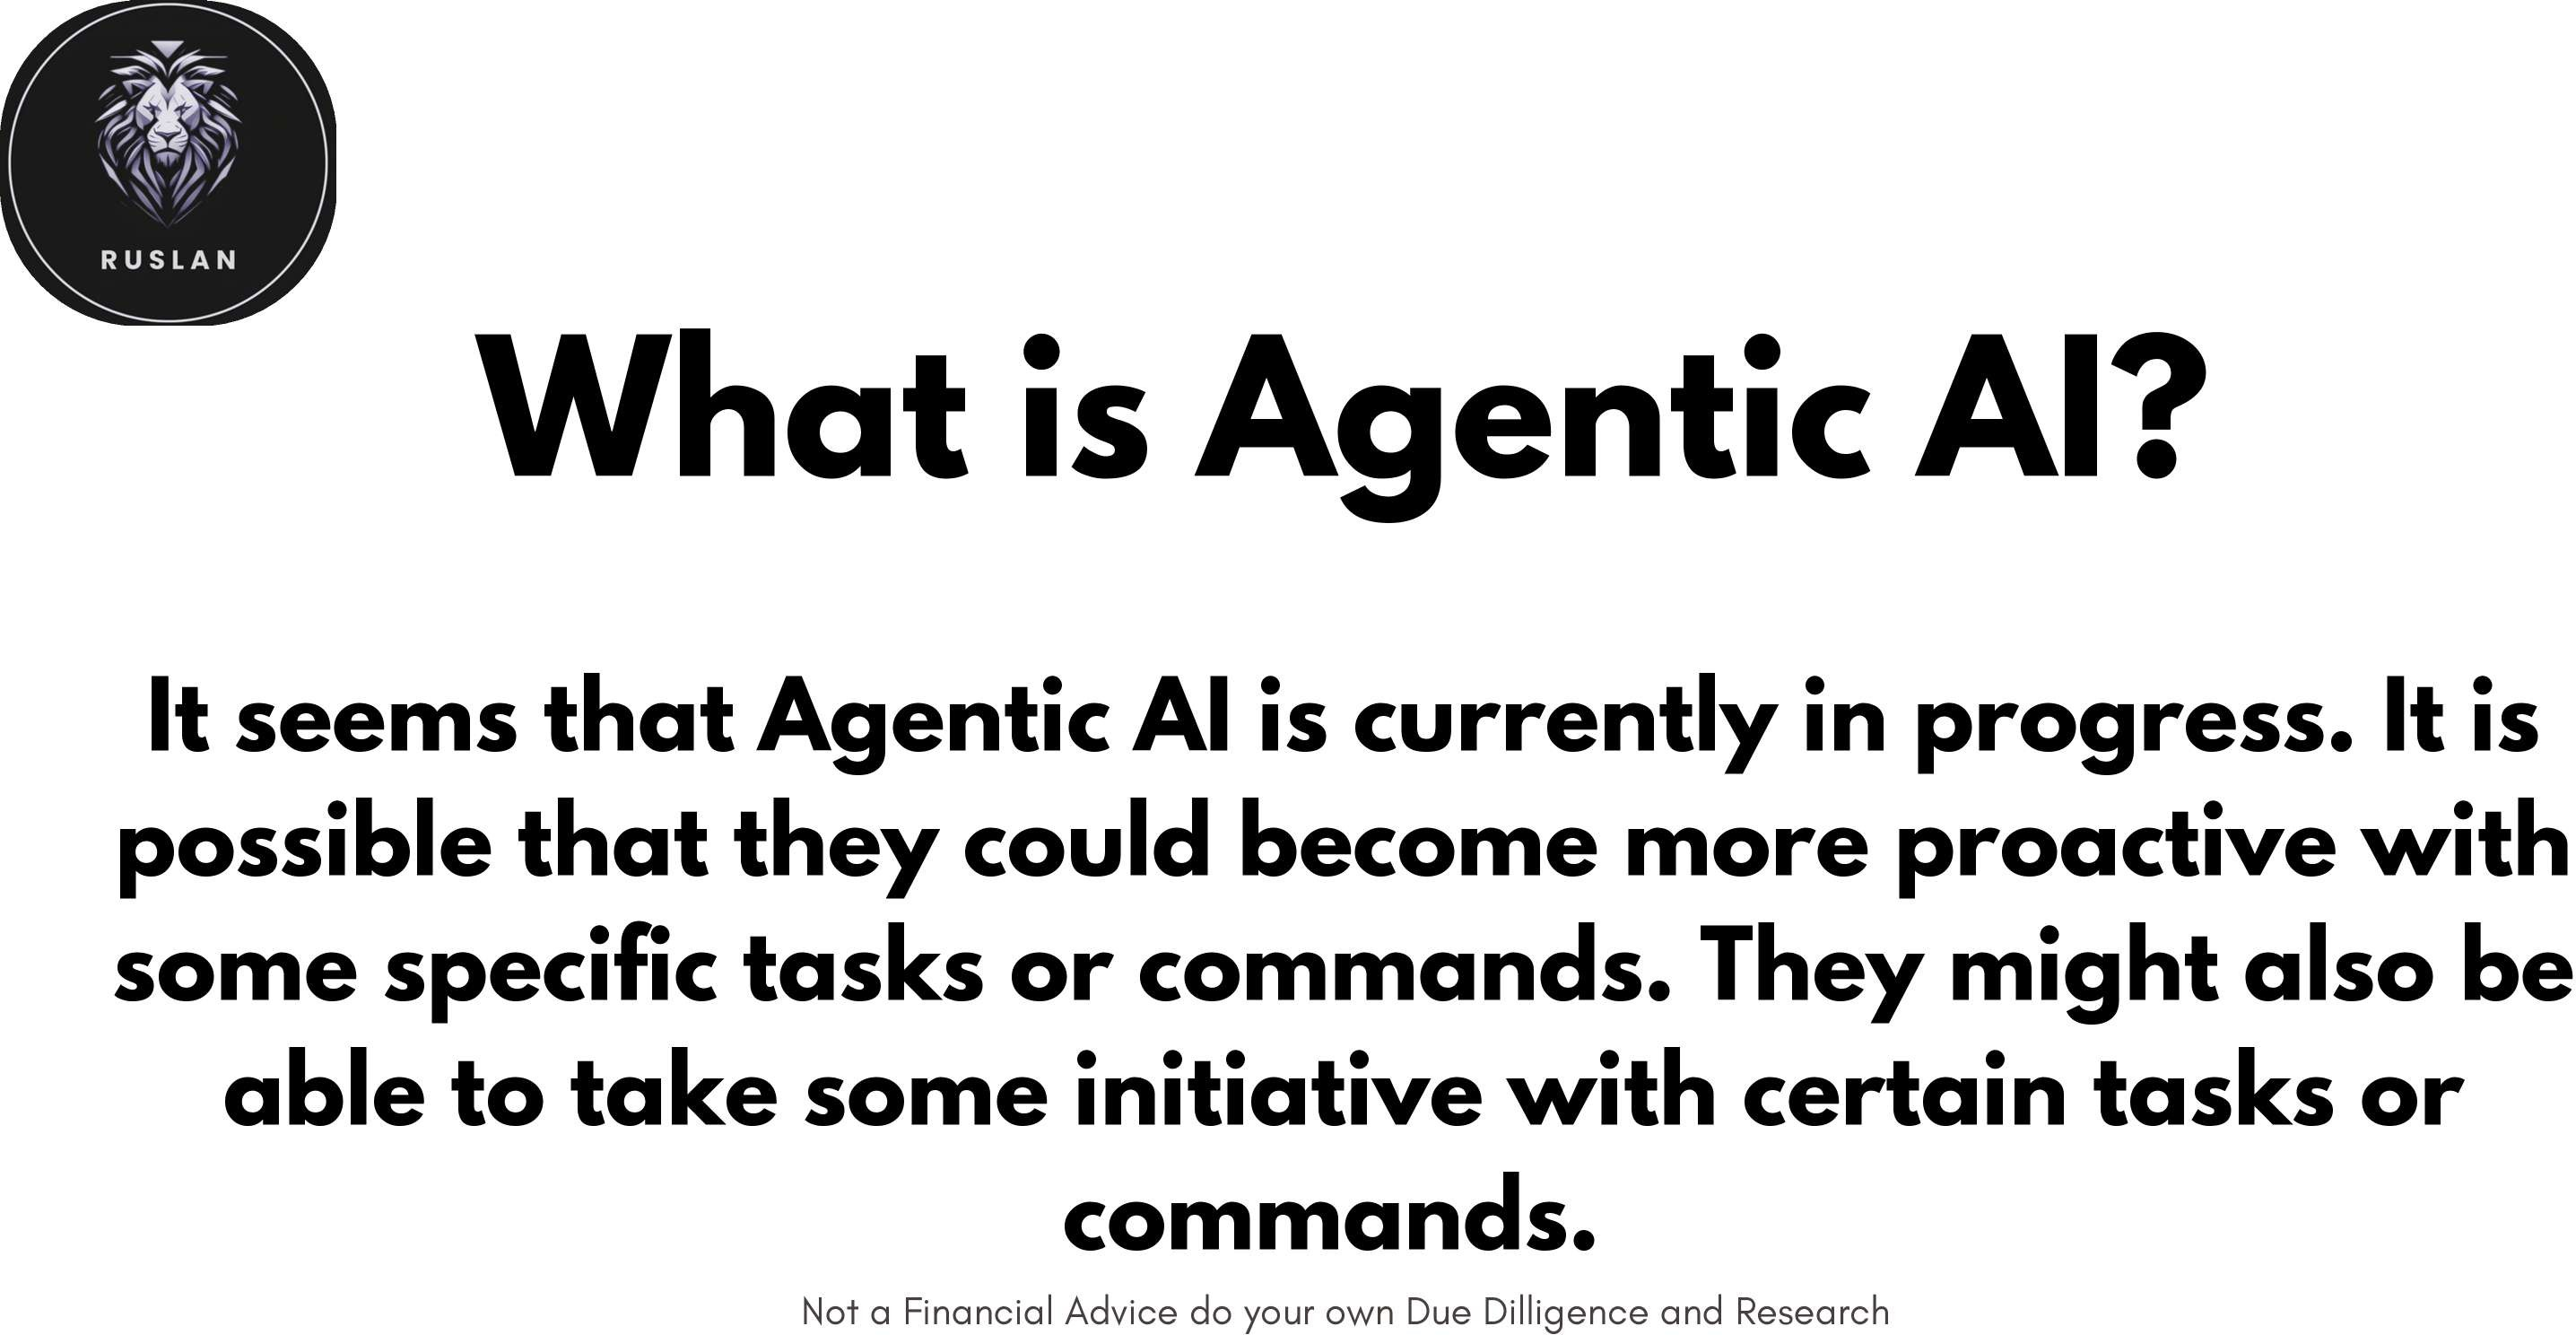 RUSLAN
What is Agentic AI?
It seems that Agentic AI is currently in progress. It is
possible that they could become more proactive with
some specific tasks or commands. They might also be
able to take some initiative with certain tasks or
commands.
Not a Financial Advice do your own Due Dilligence and Research